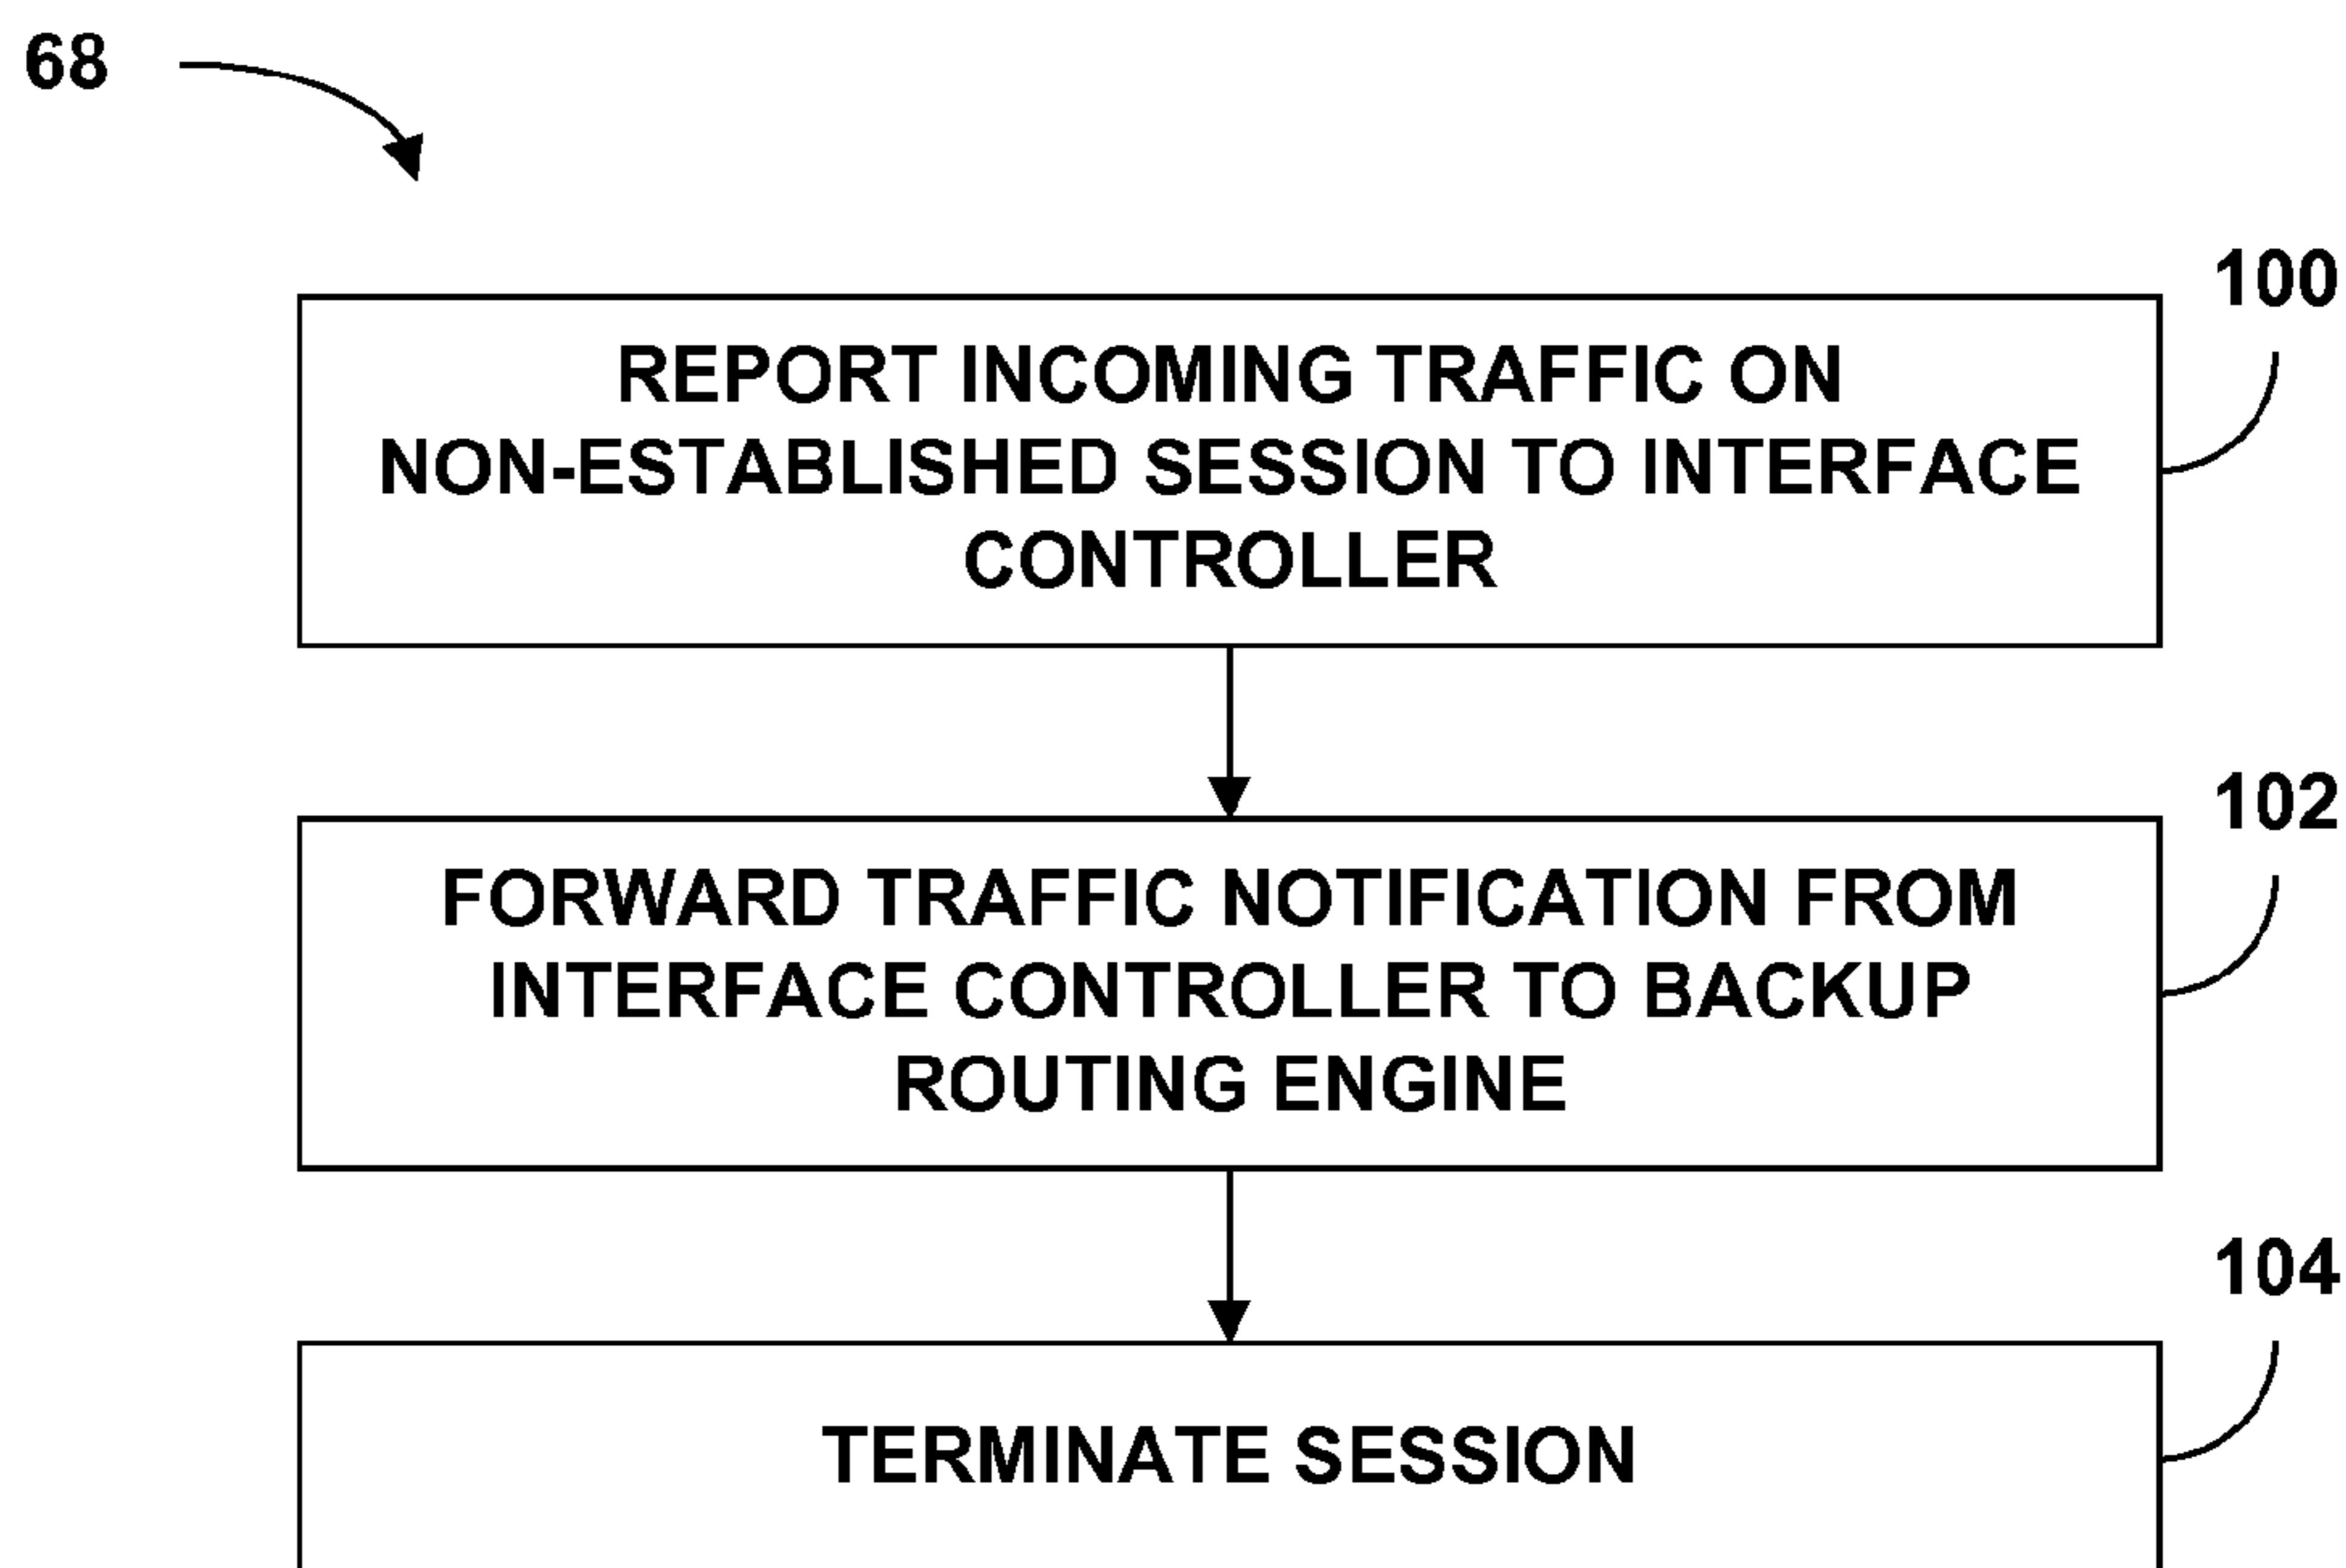 68
100
REPORT INCOMING TRAFFIC ON
NON-ESTABLISHED SESSION TO INTERFACE
CONTROLLER
102
FORWARD TRAFFIC NOTIFICATION FROM
INTERFACE CONTROLLER TO BACKUP
ROUTING ENGINE
104
TERMINATE SESSION